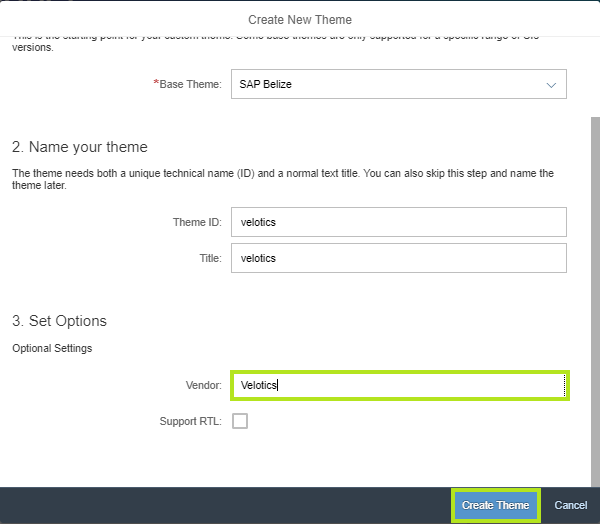 Create New Theme
This is the starting point for your custom theme. Some base themes are only supported for a specific range of
versions.
*Base Theme: SAP Belize
2. Name your theme
The theme needs both a unique technical name (ID) and a normal text title. You can also skip this step and name the
theme later.
Theme ID: velotics
Title: velotics
3. Set Options
Optional Settings
Vendor: Velotics
Support RTL:
Create Theme Cancel